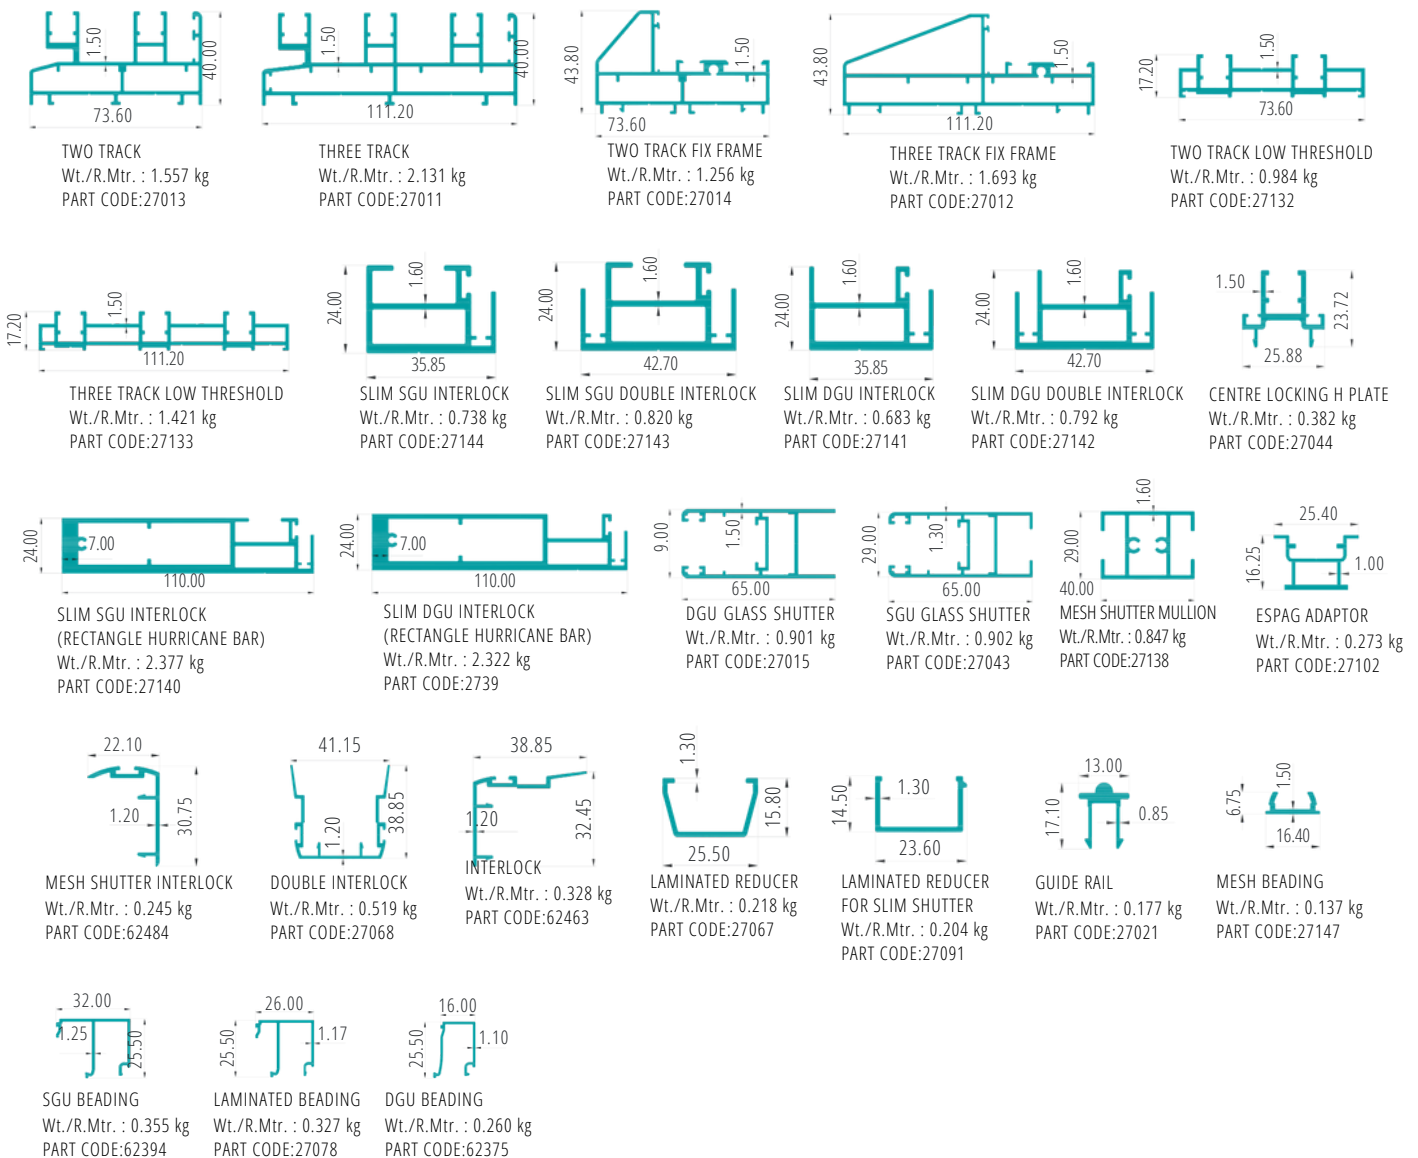 1.50
40.00
73.60
TWO TRACK
Wt./R.Mtr. : 1.557 kg
PART CODE:27013
1.50
40.00
111.20
THREE TRACK
Wt./R.Mtr. : 2.131 kg
PART CODE:27011
43.80
1.50
73.60
TWO TRACK FIX FRAME
Wt./R.Mtr. : 1.256 kg
PART CODE:27014
43.80
1.50
111.20
THREE TRACK FIX FRAME
Wt./R.Mtr. : 1.693 kg
PART CODE:27012
17.20
1.50
73.60
TWO TRACK LOW THRESHOLD
Wt./R.Mtr. : 0.984 kg
PART CODE:27132
17.20
1.50
111.20
THREE TRACK LOW THRESHOLD
Wt./R.Mtr. : 1.421 kg
PART CODE:27133
24.00
1.60
35.85
SLIM SGU INTERLOCK
Wt./R.Mtr. : 0.738 kg
PART CODE:27144
24.00
1.60
42.70
SLIM SGU DOUBLE INTERLOCK
Wt./R.Mtr. : 0.820 kg
PART CODE:27143
24.00
1.60
35.85
SLIM DGU INTERLOCK
Wt./R.Mtr. : 0.683 kg
PART CODE:27141
24.00
1.60
42.70
SLIM DGU DOUBLE INTERLOCK
Wt./R.Mtr. : 0.792 kg
PART CODE:27142
1.50
23.72
25.88
CENTRE LOCKING H PLATE
Wt./R.Mtr. : 0.382 kg
PART CODE:27044
24.00
7.00
110.00
SLIM SGU INTERLOCK
(RECTANGLE HURRICANE BAR)
Wt./R.Mtr. : 2.377 kg
PART CODE:27140
24.00
7.00
110.00
SLIM DGU INTERLOCK
(RECTANGLE HURRICANE BAR)
Wt./R.Mtr. : 2.322 kg
PART CODE:2739
9.00
1.50
65.00
DGU GLASS SHUTTER
Wt./R.Mtr. : 0.901 kg
PART CODE:27015
29.00
1.30
65.00
SGU GLASS SHUTTER
Wt./R.Mtr. : 0.902 kg
PART CODE:27043
1.60
29.00
40.00
MESH SHUTTER MULLION
Wt./R.Mtr. : 0.847 kg
PART CODE:27138
25.40
16.25
1.00
ESPAG ADAPTOR
Wt./R.Mtr. : 0.273 kg
PART CODE:27102
22.10
1.20
30.75
MESH SHUTTER INTERLOCK
Wt./R.Mtr. : 0.245 kg
PART CODE:62484
41.15
1.20
38.85
DOUBLE INTERLOCK
Wt./R.Mtr. : 0.519 kg
PART CODE:27068
38.85
1.20
32.45
INTERLOCK
Wt./R.Mtr. : 0.328 kg
PART CODE:62463
1.30
15.80
25.50
LAMINATED REDUCER
Wt./R.Mtr. : 0.218 kg
PART CODE:27067
14.50
1.30
23.60
LAMINATED REDUCER
FOR SLIM SHUTTER
Wt./R.Mtr. : 0.204 kg
PART CODE:27091
13.00
17.10
0.85
GUIDE RAIL
Wt./R.Mtr. : 0.177 kg
PART CODE:27021
6.75
1.50
16.40
MESH BEADING
Wt./R.Mtr. : 0.137 kg
PART CODE:27147
32.00
1.25
25.50
SGU BEADING
Wt./R.Mtr. : 0.355 kg
PART CODE:62394
26.00
25.50
1.17
LAMINATED BEADING
Wt./R.Mtr. : 0.327 kg
PART CODE:27078
16.00
25.50
1.10
DGU BEADING
Wt./R.Mtr. : 0.260 kg
PART CODE:62375